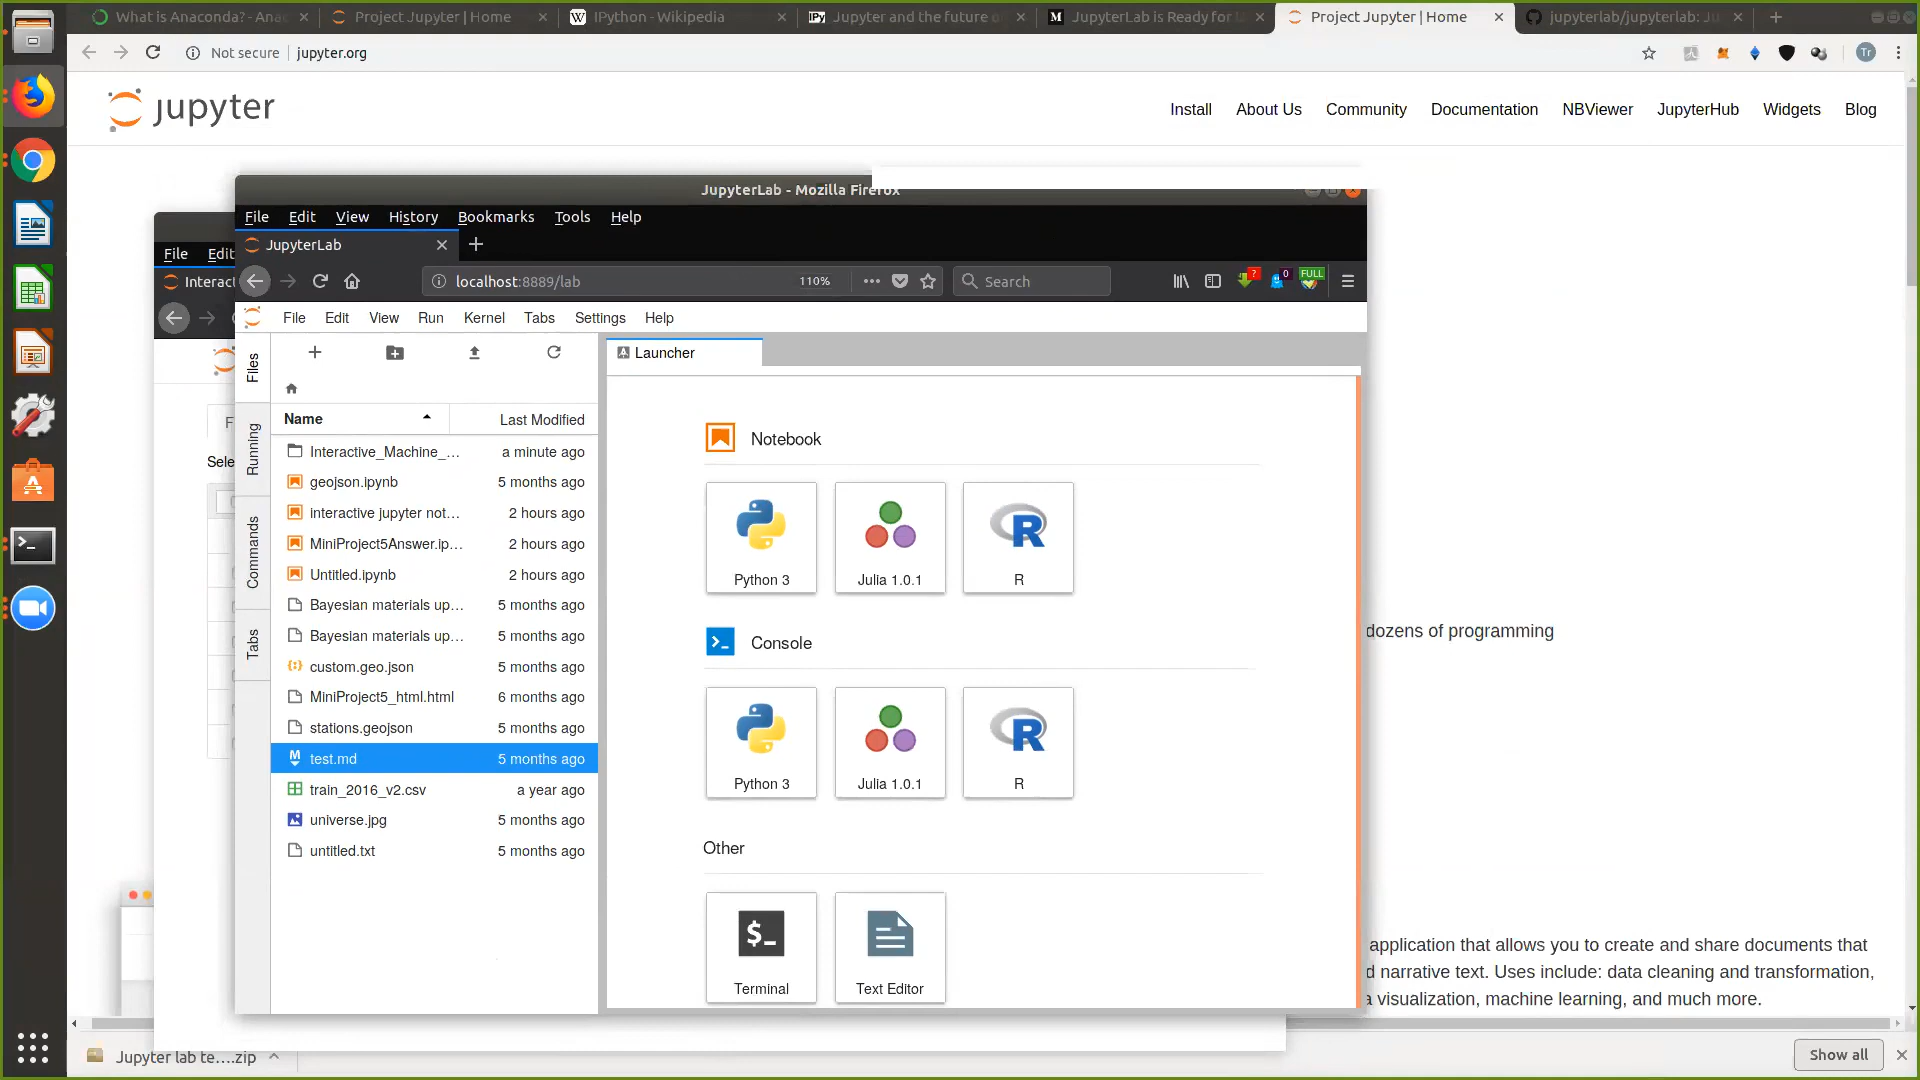 What is Anaconda? - Ana
Project Jupyter | Home
IPython - Wikipedia
Jupyter and the future o
JupyterLab is Ready for
Project Jupyter | Home
jupyterlab/jupyterlab: Ju
Not secure
jupyter.org
Tr
jupyter
Install
About Us
Community
Documentation
NBViewer
JupyterHub
Widgets
Blog
JupyterLab - Mozilla Firefox
File Edit View History Bookmarks Tools Help
File Edit
JupyterLab
Interact
localhost:8889/lab
110%
Search
?
0
FULL
File Edit View Run Kernel Tabs Settings Help
Files
Running
Commands
Tabs
F
Sele
Name
Last Modified
Interactive_Machine_... a minute ago
geojson.ipynb 5 months ago
interactive jupyter not... 2 hours ago
MiniProject5Answer.ip... 2 hours ago
Untitled.ipynb 2 hours ago
Bayesian materials up... 5 months ago
Bayesian materials up... 5 months ago
custom.geo.json 5 months ago
MiniProject5_html.html 6 months ago
stations.geojson 5 months ago
test.md 5 months ago
train_2016_v2.csv a year ago
universe.jpg 5 months ago
untitled.txt 5 months ago
Launcher
Notebook
Python 3
Julia 1.0.1
R
Console
Python 3
Julia 1.0.1
R
Other
$_
Terminal
Text Editor
dozens of programming
application that allows you to create and share documents that
d narrative text. Uses include: data cleaning and transformation,
a visualization, machine learning, and much more.
Jupyter lab te....zip
Show all